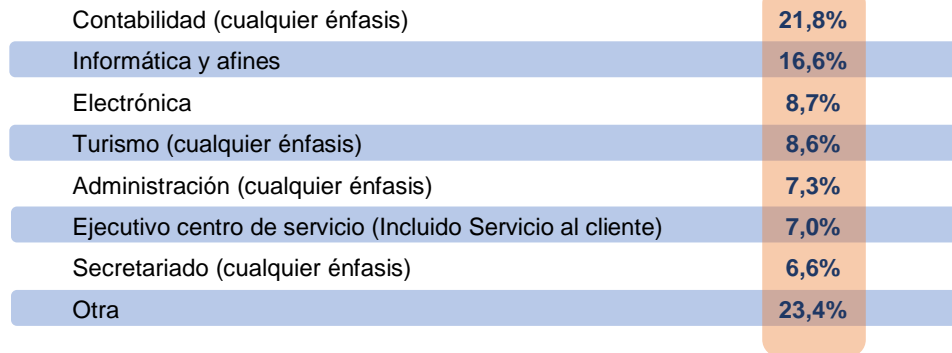 Contabilidad (cualquier énfasis) 21,8%
Informática y afines 16,6%
Electrónica 8,7%
Turismo (cualquier énfasis) 8,6%
Administración (cualquier énfasis) 7,3%
Ejecutivo centro de servicio (Incluido Servicio al cliente) 7,0%
Secretariado (cualquier énfasis) 6,6%
Otra 23,4%